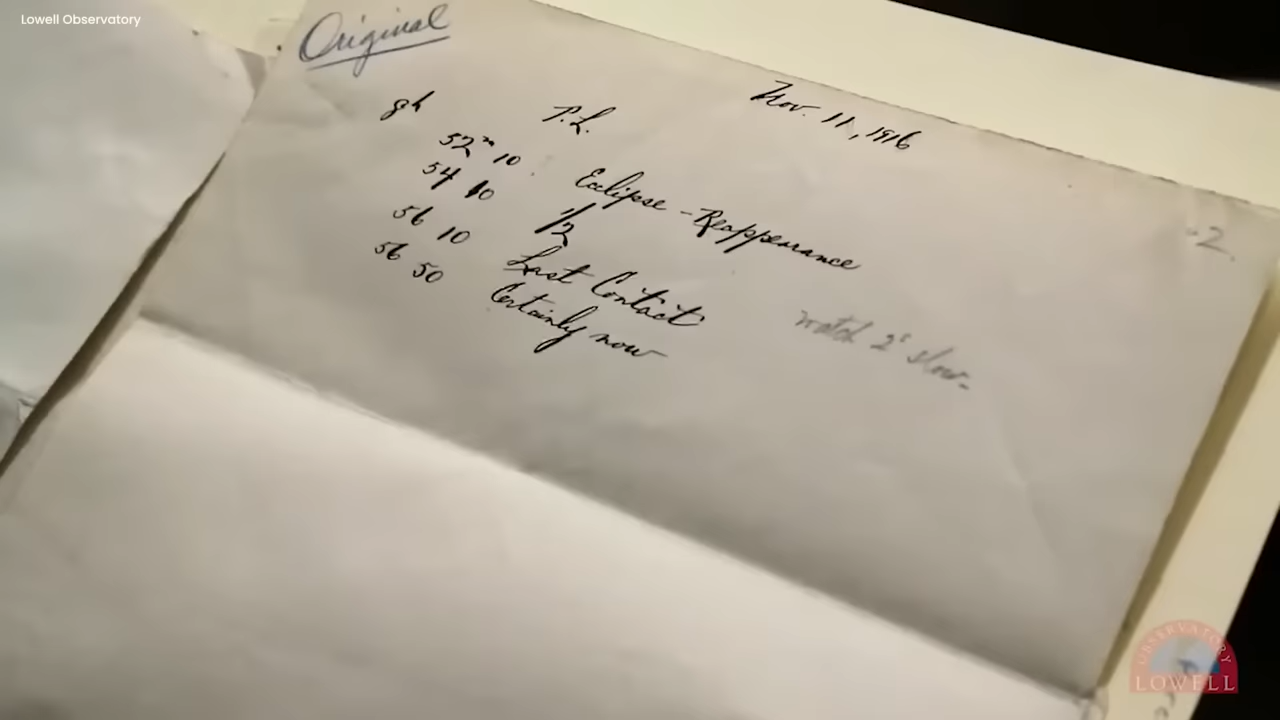 Lowell Observatory
Original
Nov. 11, 1916
8h P.L.
52m 10 Eclipse - Reappearance
54 10 1/2
56 10 Last Contact
56 50 Certainly now
watch 2s slow.
2
OBSERVATORY
LOWELL